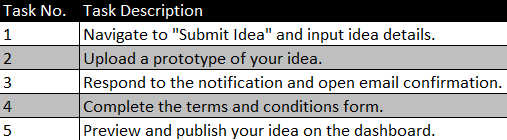 Task No. Task Description
1 Navigate to "Submit Idea" and input idea details.
2 Upload a prototype of your idea.
3 Respond to the notification and open email confirmation.
4 Complete the terms and conditions form.
5 Preview and publish your idea on the dashboard.